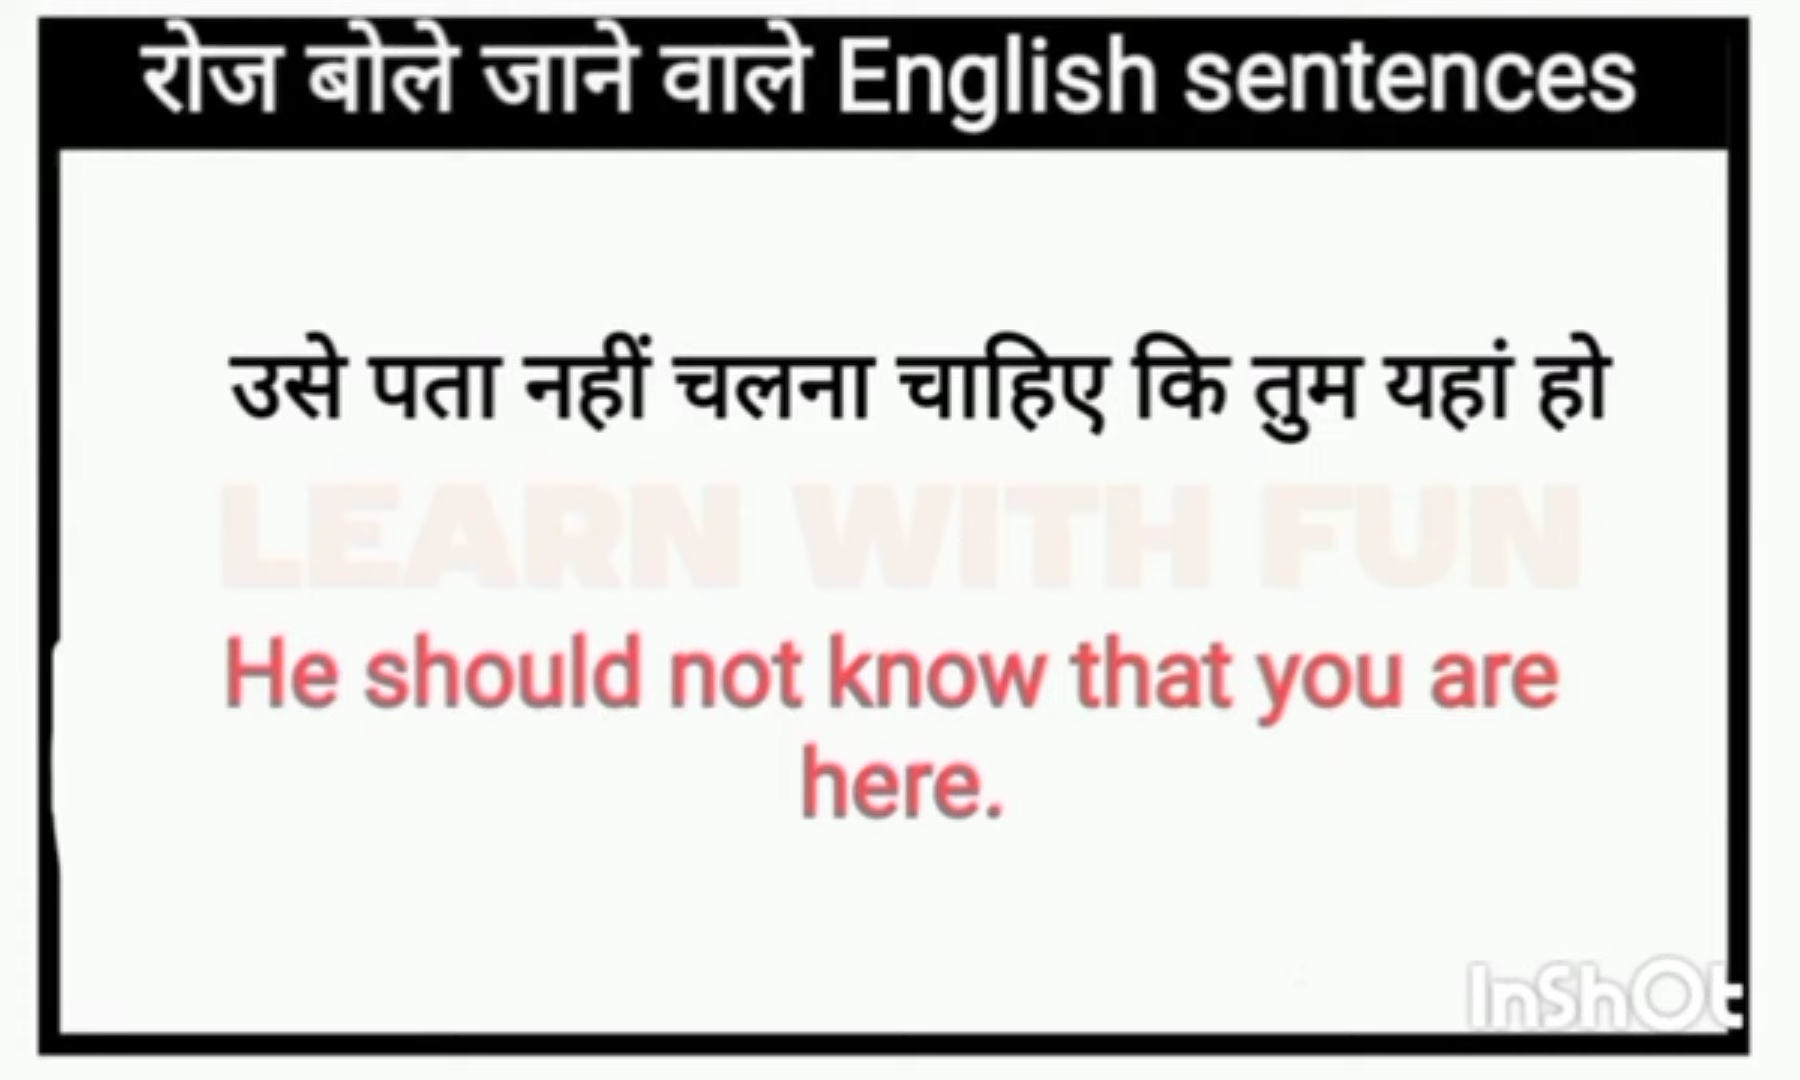 रोज बोले जाने वाले English sentences
उसे पता नहीं चलना चाहिए कि तुम यहां हो
LEARN WITH FUN
He should not know that you are
here.
InShOt